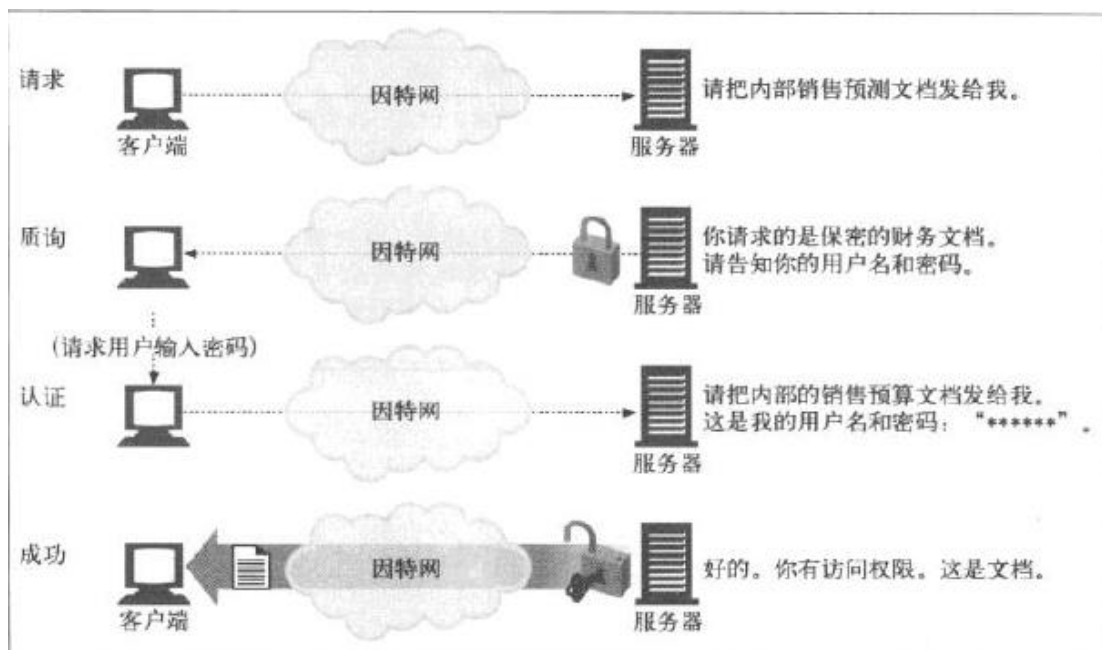 请求
因特网
请把内部销售预测文档发给我。
客户端
服务器
质询
因特网
你请求的是保密的财务文档。
请告知你的用户名和密码。
服务器
(请求用户输入密码)
认证
因特网
请把内部的销售预算文档发给我。
这是我的用户名和密码：“******”。
服务器
成功
因特网
好的。你有访问权限。这是文档。
客户端
服务器